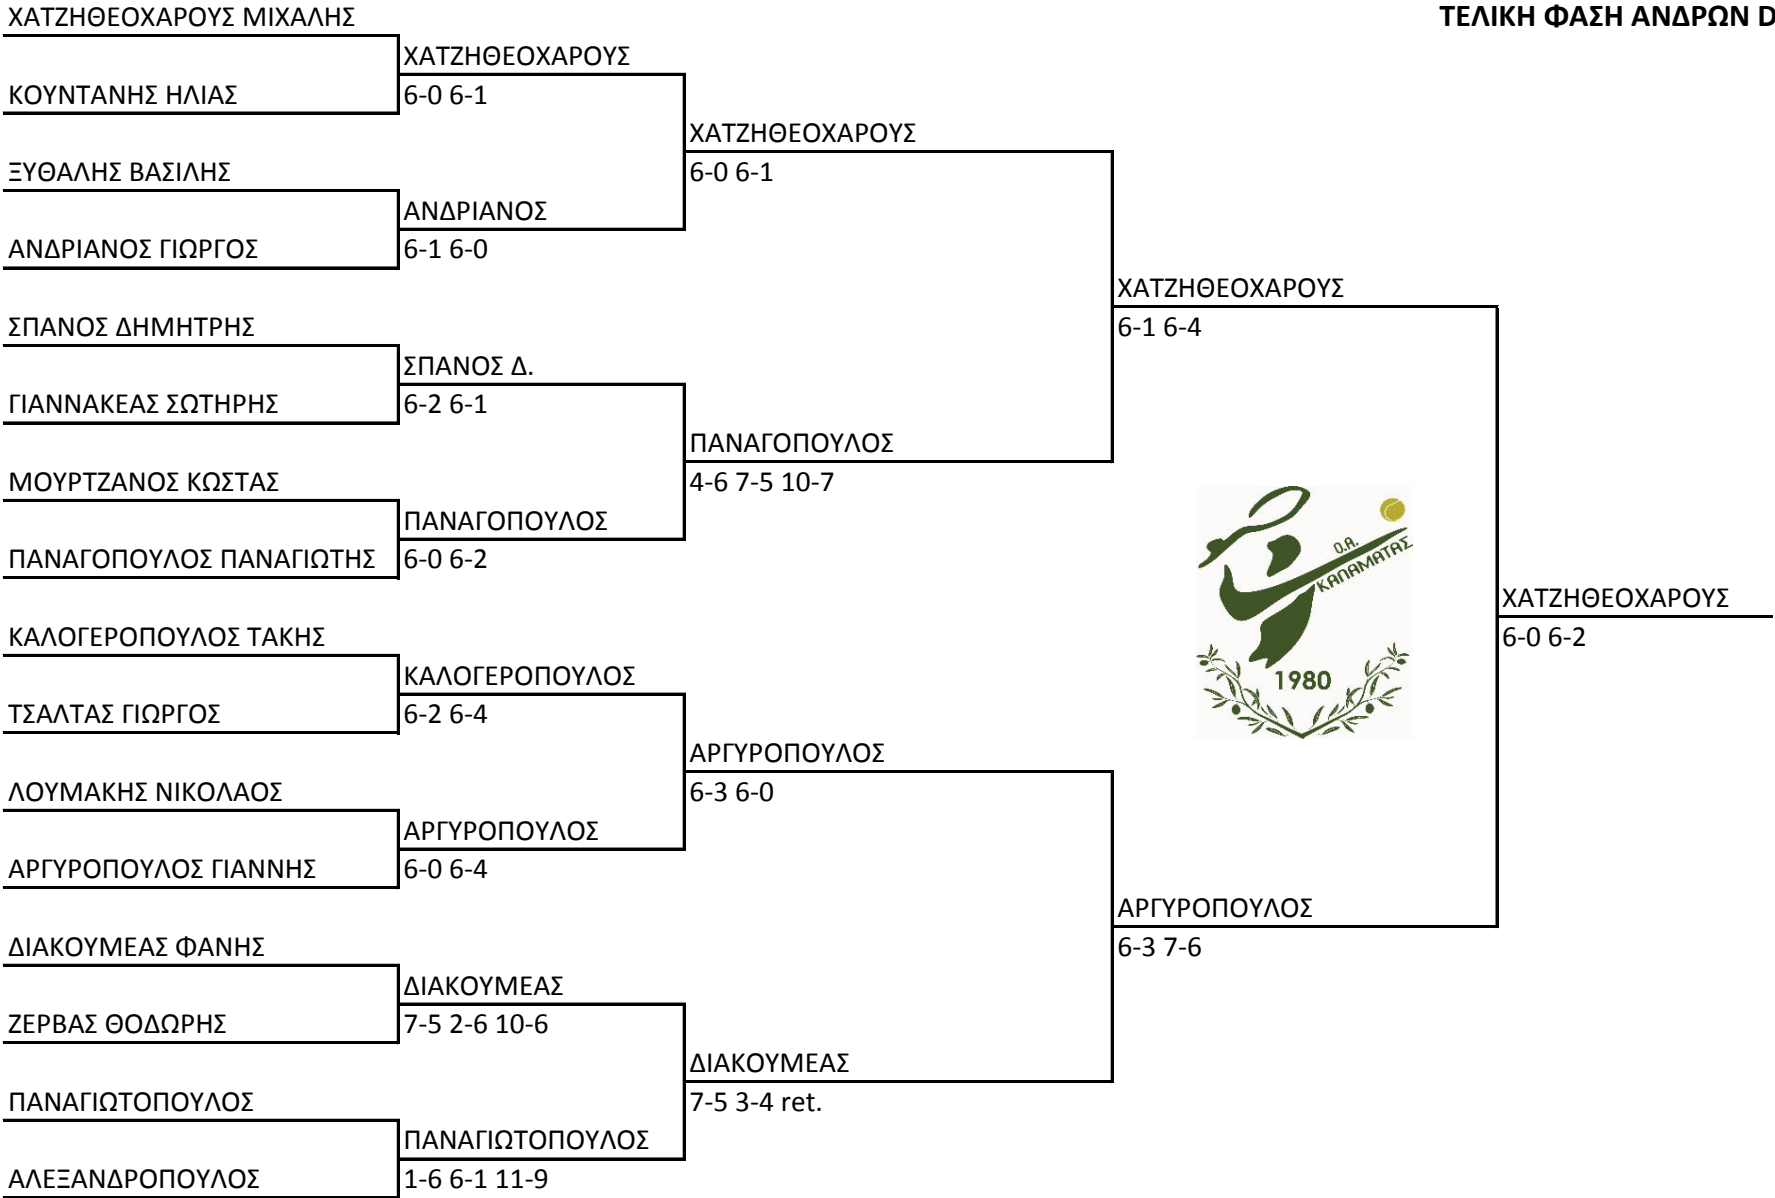 ΧΑΤΖΗΘΕΟΧΑΡΟΥΣ ΜΙΧΑΛΗΣ
ΤΕΛΙΚΗ ΦΑΣΗ ΑΝΔΡΩΝ D
ΧΑΤΖΗΘΕΟΧΑΡΟΥΣ
ΚΟΥΝΤΑΝΗΣ ΗΛΙΑΣ
6-0 6-1
ΧΑΤΖΗΘΕΟΧΑΡΟΥΣ
ΞΥΘΑΛΗΣ ΒΑΣΙΛΗΣ
6-0 6-1
ΑΝΔΡΙΑΝΟΣ
ΑΝΔΡΙΑΝΟΣ ΓΙΩΡΓΟΣ
6-1 6-0
ΧΑΤΖΗΘΕΟΧΑΡΟΥΣ
ΣΠΑΝΟΣ ΔΗΜΗΤΡΗΣ
6-1 6-4
ΣΠΑΝΟΣ Δ.
ΓΙΑΝΝΑΚΕΑΣ ΣΩΤΗΡΗΣ
6-2 6-1
ΠΑΝΑΓΟΠΟΥΛΟΣ
ΜΟΥΡΤΖΑΝΟΣ ΚΩΣΤΑΣ
4-6 7-5 10-7
ΠΑΝΑΓΟΠΟΥΛΟΣ
ΠΑΝΑΓΟΠΟΥΛΟΣ ΠΑΝΑΓΙΩΤΗΣ
6-0 6-2
Ο.Α.
ΚΑΛΑΜΑΤΑΣ
1980
ΧΑΤΖΗΘΕΟΧΑΡΟΥΣ
ΚΑΛΟΓΕΡΟΠΟΥΛΟΣ ΤΑΚΗΣ
6-0 6-2
ΚΑΛΟΓΕΡΟΠΟΥΛΟΣ
ΤΣΑΛΤΑΣ ΓΙΩΡΓΟΣ
6-2 6-4
ΑΡΓΥΡΟΠΟΥΛΟΣ
ΛΟΥΜΑΚΗΣ ΝΙΚΟΛΑΟΣ
6-3 6-0
ΑΡΓΥΡΟΠΟΥΛΟΣ
ΑΡΓΥΡΟΠΟΥΛΟΣ ΓΙΑΝΝΗΣ
6-0 6-4
ΑΡΓΥΡΟΠΟΥΛΟΣ
ΔΙΑΚΟΥΜΕΑΣ ΦΑΝΗΣ
6-3 7-6
ΔΙΑΚΟΥΜΕΑΣ
ΖΕΡΒΑΣ ΘΟΔΩΡΗΣ
7-5 2-6 10-6
ΔΙΑΚΟΥΜΕΑΣ
ΠΑΝΑΓΙΩΤΟΠΟΥΛΟΣ
7-5 3-4 ret.
ΠΑΝΑΓΙΩΤΟΠΟΥΛΟΣ
ΑΛΕΞΑΝΔΡΟΠΟΥΛΟΣ
1-6 6-1 11-9